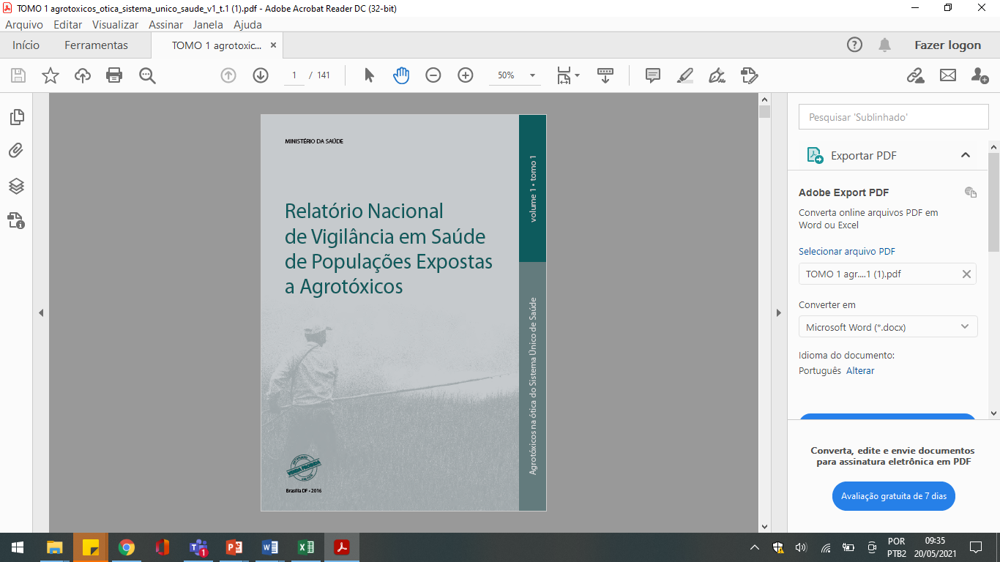 TOMO 1 agrotoxicos_otica_sistema_unico_saude_v1_t.1 (1).pdf - Adobe Acrobat Reader DC (32-bit)
Arquivo Editar Visualizar Assinar Janela Ajuda
Início Ferramentas TOMO 1 agrotoxic... × Fazer logon
1 / 141 50%
MINISTÉRIO DA SAÚDE
Relatório Nacional
de Vigilância em Saúde
de Populações Expostas
a Agrotóxicos
VENDA PROIBIDA
Brasília DF • 2016
volume 1 • tomo 1
Agrotóxicos na ótica do Sistema Único de Saúde
Pesquisar 'Sublinhado'
Exportar PDF
Adobe Export PDF
Converta online arquivos PDF em
Word ou Excel
Selecionar arquivo PDF
TOMO 1 agr....1 (1).pdf
Converter em
Microsoft Word (*.docx)
Idioma do documento:
Português Alterar
Converta, edite e envie documentos
para assinatura eletrônica em PDF
Avaliação gratuita de 7 dias
1
POR
PTB2
09:35
20/05/2021